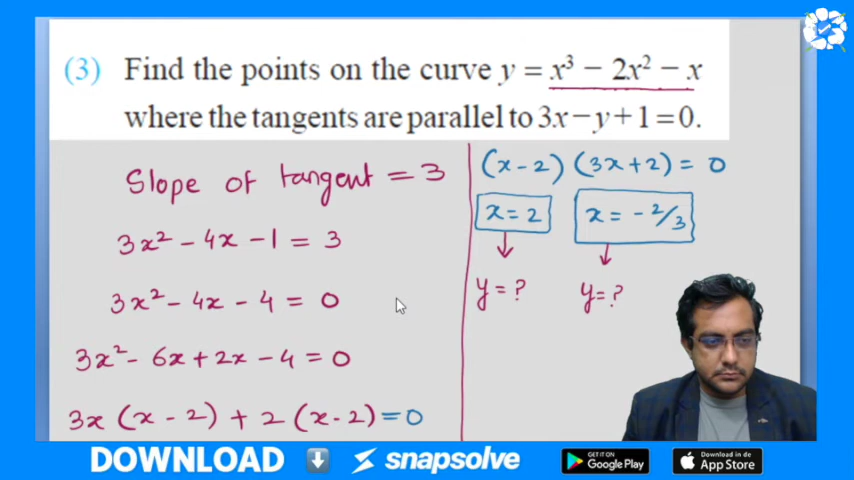 (3) Find the points on the curve y = x³ − 2x² − x
where the tangents are parallel to 3x−y+1=0.
Slope of tangent = 3
3x² − 4x −1 = 3
3x² − 4x − 4 = 0
3x² − 6x + 2x − 4 = 0
3x (x − 2) + 2 (x-2) = 0
(x-2) (3x+2) = 0
x = 2 x = - 2/3
y = ? y = ?
DOWNLOAD snapsolve
GET IT ON Google Play
Download on the App Store